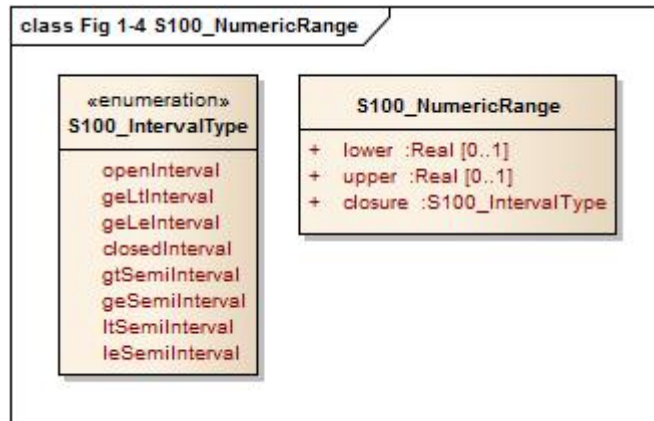 class Fig 1-4 S100_NumericRange
«enumeration»
S100_IntervalType
openInterval
geLtInterval
geLeInterval
closedInterval
gtSemiInterval
geSemiInterval
ltSemiInterval
leSemiInterval
S100_NumericRange
+ lower :Real [0..1]
+ upper :Real [0..1]
+ closure :S100_IntervalType